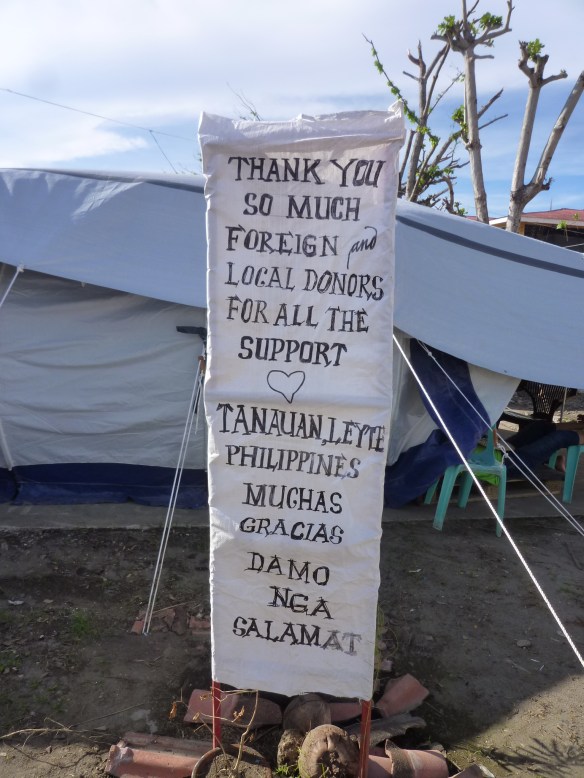 THANK YOU
SO MUCH
FOREIGN and
LOCAL DONORS
FOR ALL THE
SUPPORT
TANAUAN, LEYTE
PHILIPPINES
MUCHAS
GRACIAS
DAMO
NGA
SALAMAT